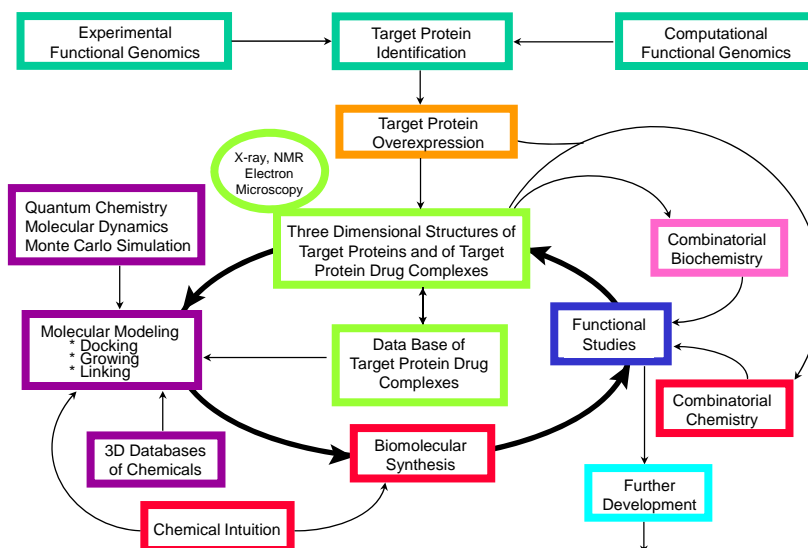 Experimental
Functional Genomics
Target Protein
Identification
Computational
Functional Genomics
Target Protein
Overexpression
X-ray, NMR
Electron
Microscopy
Quantum Chemistry
Molecular Dynamics
Monte Carlo Simulation
Three Dimensional Structures of
Target Proteins and of Target
Protein Drug Complexes
Combinatorial
Biochemistry
Molecular Modeling
* Docking
* Growing
* Linking
Data Base of
Target Protein Drug
Complexes
Functional
Studies
Combinatorial
Chemistry
3D Databases
of Chemicals
Biomolecular
Synthesis
Chemical Intuition
Further
Development